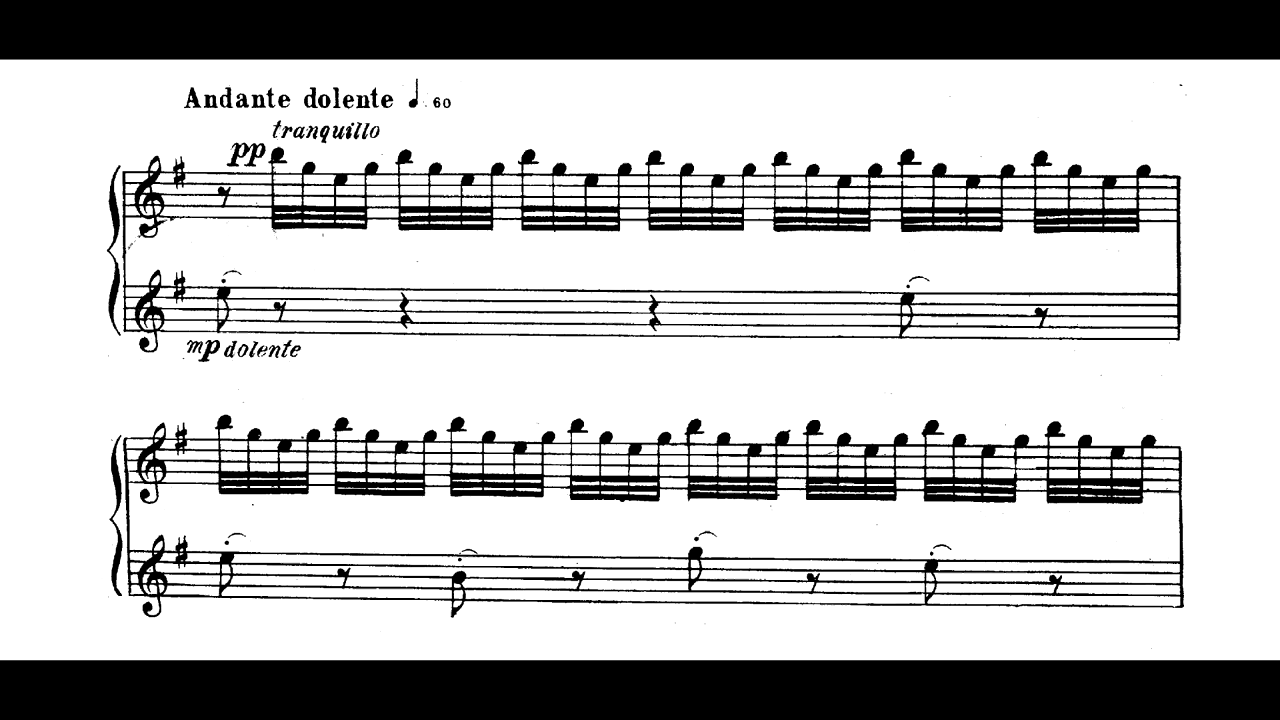 Andante dolente ♩ 60
tranquillo
pp
mp dolente